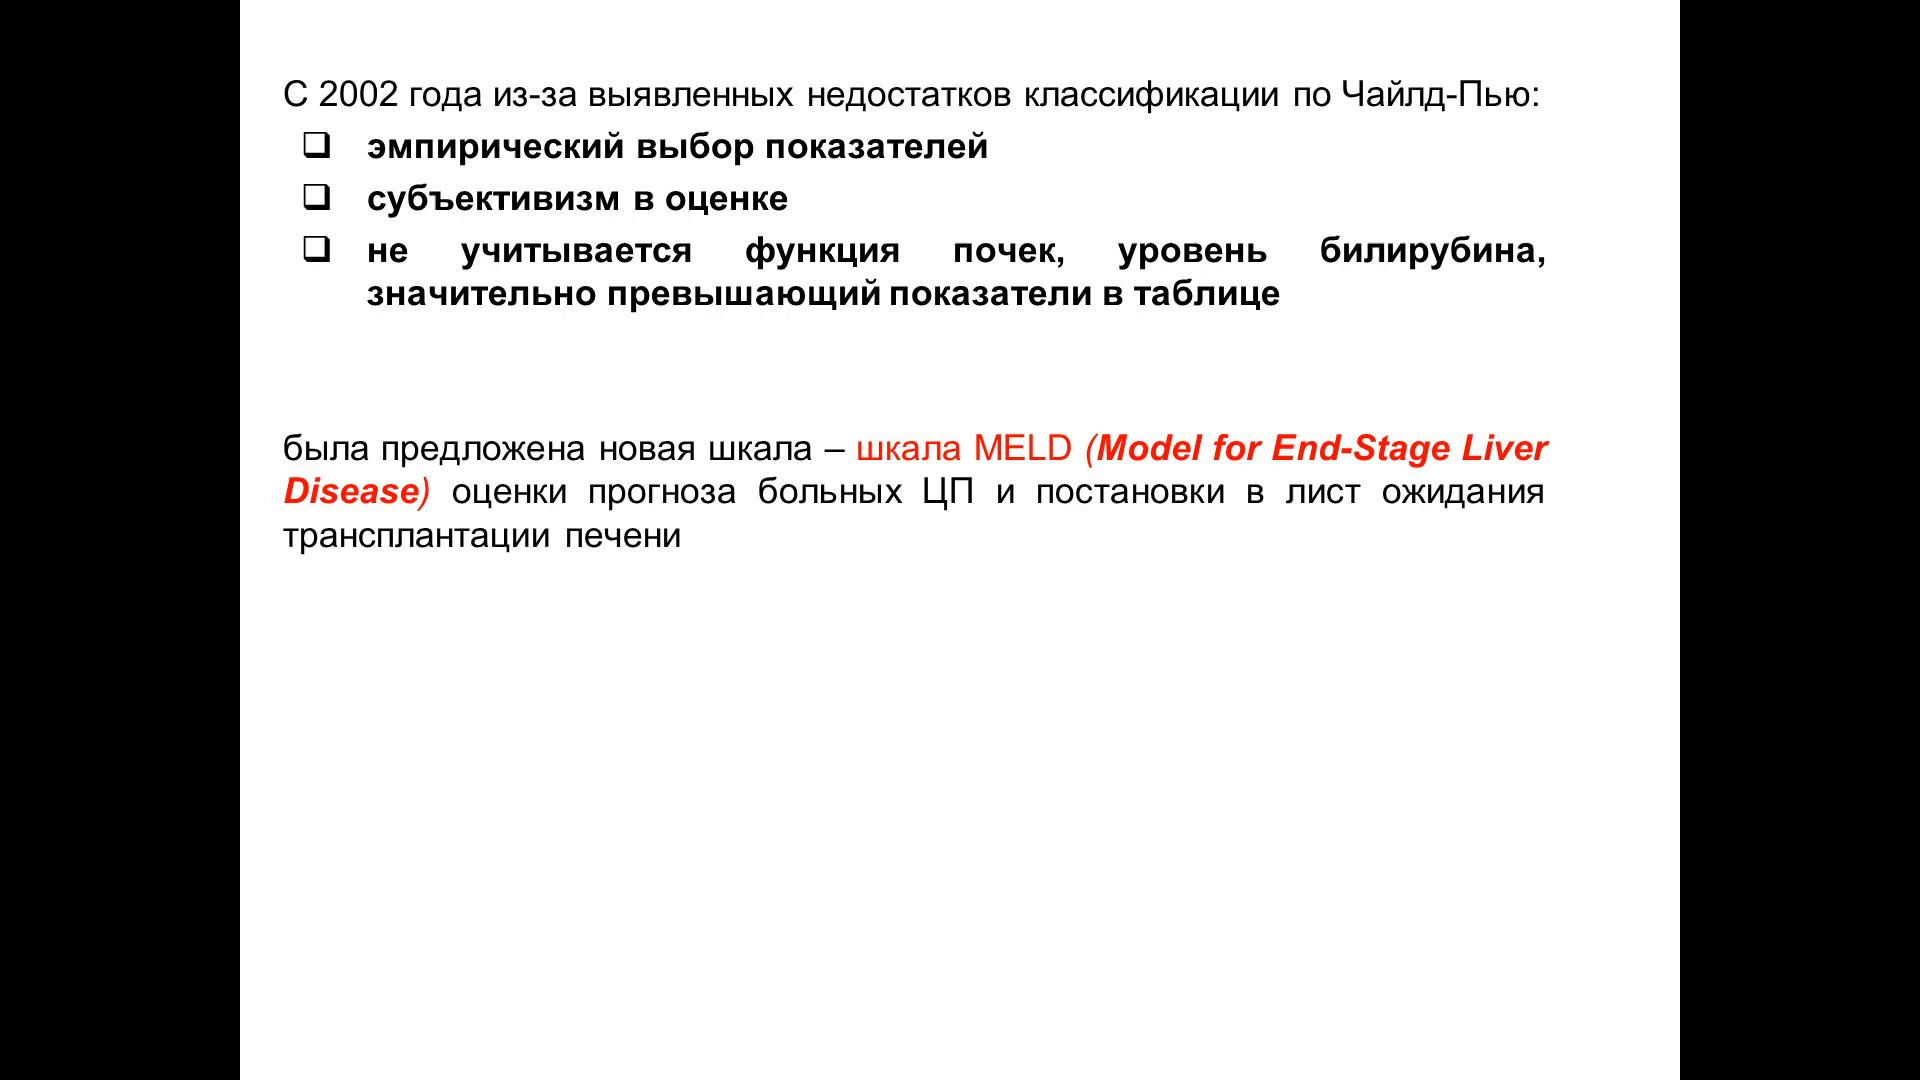 С 2002 года из-за выявленных недостатков классификации по Чайлд-Пью:
❑ эмпирический выбор показателей
❑ субъективизм в оценке
❑ не учитывается функция почек, уровень билирубина,
значительно превышающий показатели в таблице
была предложена новая шкала – шкала MELD (Model for End-Stage Liver
Disease) оценки прогноза больных ЦП и постановки в лист ожидания
трансплантации печени